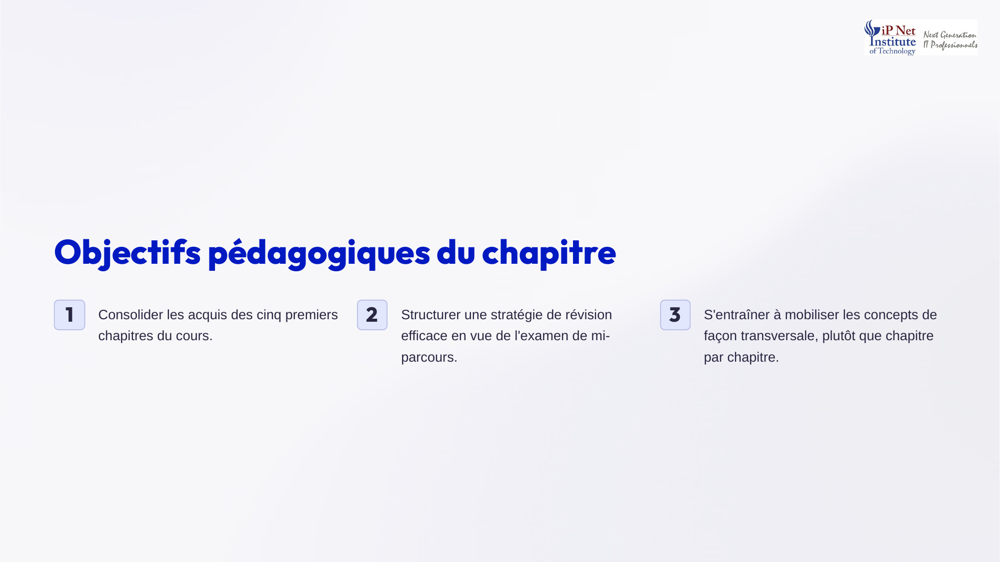 iP Net
Institute
of Technology
Next Generation
IT Professionnels
Objectifs pédagogiques du chapitre
1
Consolider les acquis des cinq premiers
chapitres du cours.
2
Structurer une stratégie de révision
efficace en vue de l'examen de mi-
parcours.
3
S'entraîner à mobiliser les concepts de
façon transversale, plutôt que chapitre
par chapitre.